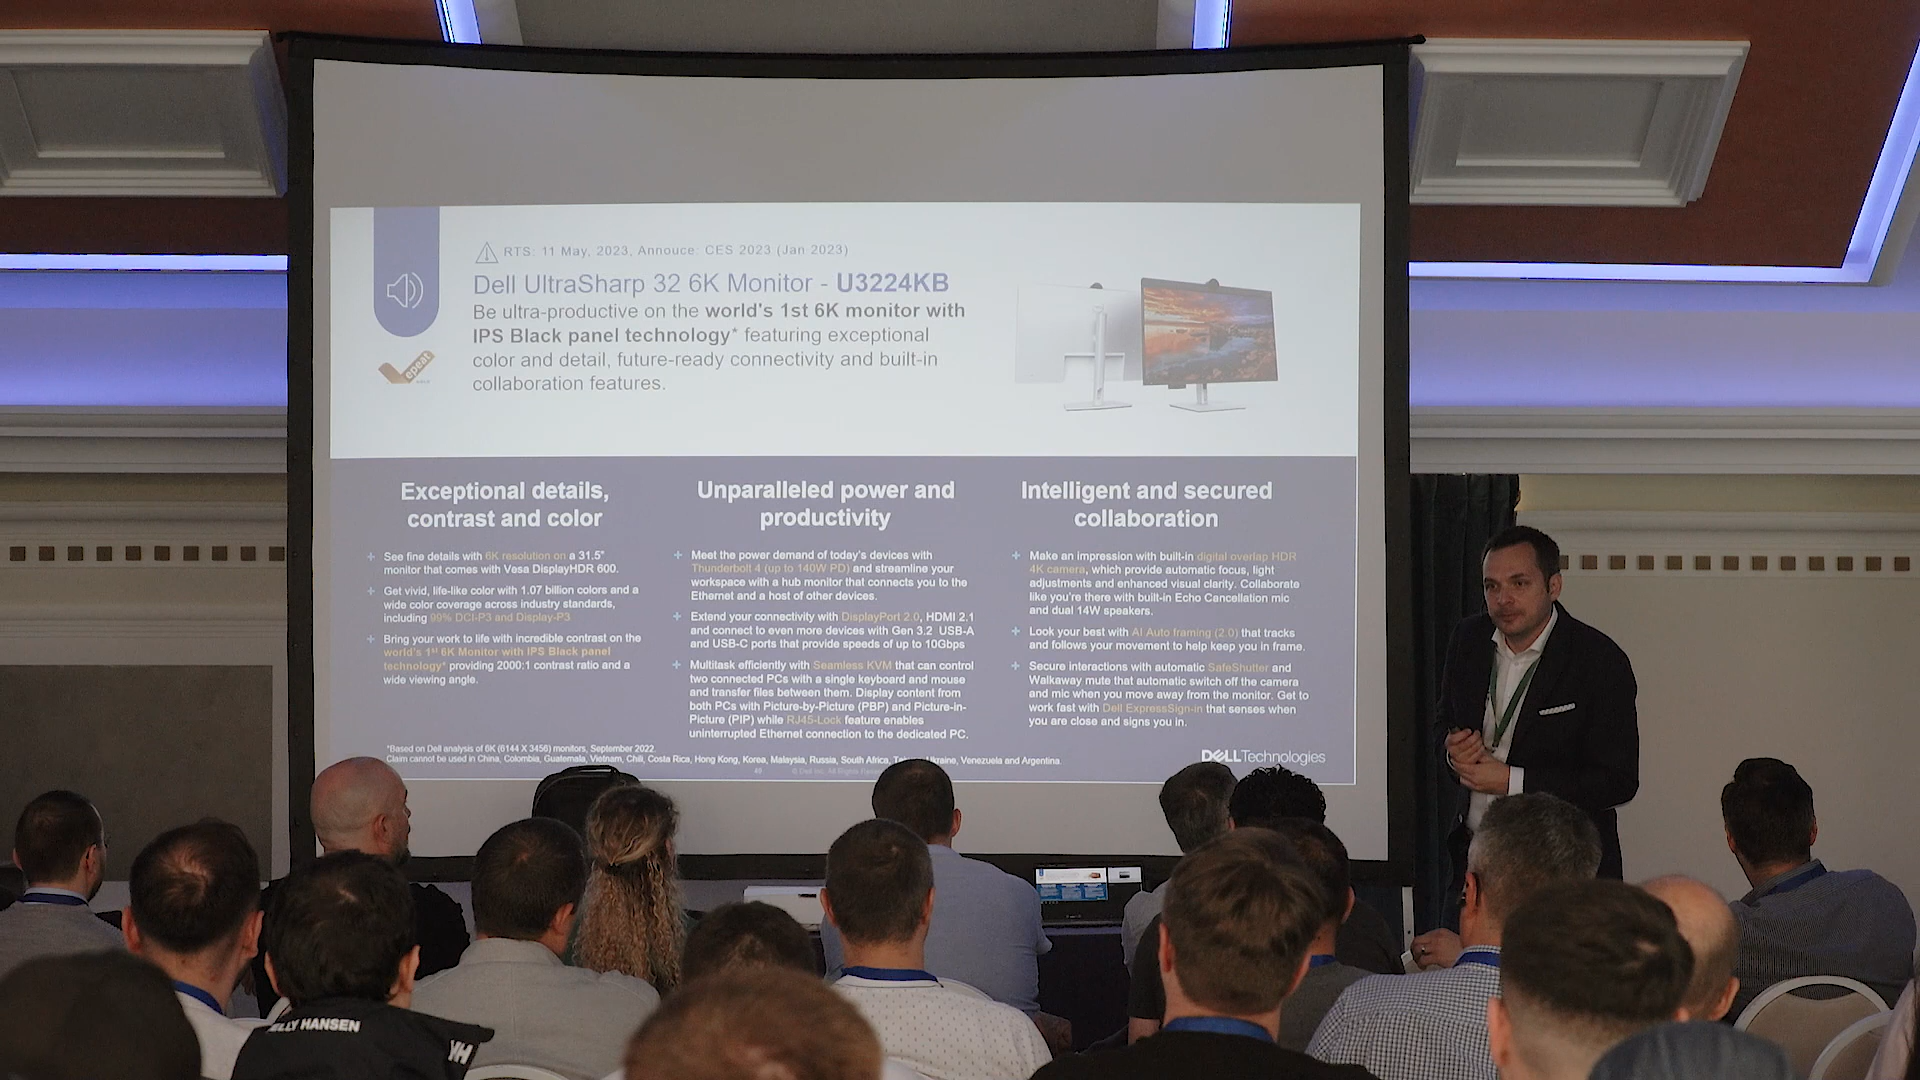 RTS: 11 May, 2023, Annouce: CES 2023 (Jan 2023)
Dell UltraSharp 32 6K Monitor - U3224KB
Be ultra-productive on the world's 1st 6K monitor with
IPS Black panel technology* featuring exceptional
color and detail, future-ready connectivity and built-in
collaboration features.
epeat
Exceptional details,
contrast and color
See fine details with 6K resolution on a 31.5"
monitor that comes with Vesa DisplayHDR 600.
Get vivid, life-like color with 1.07 billion colors and a
wide color coverage across industry standards,
including 99% DCI-P3 and Display-P3
Bring your work to life with incredible contrast on the
world's 1st 6K Monitor with IPS Black panel
technology* providing 2000:1 contrast ratio and a
wide viewing angle.
Unparalleled power and
productivity
Meet the power demand of today's devices with
Thunderbolt 4 (up to 140W PD) and streamline your
workspace with a hub monitor that connects you to the
Ethernet and a host of other devices.
Extend your connectivity with DisplayPort 2.0, HDMI 2.1
and connect to even more devices with Gen 3.2 USB-A
and USB-C ports that provide speeds of up to 10Gbps
Multitask efficiently with Seamless KVM that can control
two connected PCs with a single keyboard and mouse
and transfer files between them. Display content from
both PCs with Picture-by-Picture (PBP) and Picture-in-
Picture (PIP) while RJ45-Lock feature enables
uninterrupted Ethernet connection to the dedicated PC.
Intelligent and secured
collaboration
Make an impression with built-in digital overlap HDR
4K camera, which provide automatic focus, light
adjustments and enhanced visual clarity. Collaborate
like you're there with built-in Echo Cancellation mic
and dual 14W speakers.
Look your best with AI Auto framing (2.0) that tracks
and follows your movement to help keep you in frame.
Secure interactions with automatic SafeShutter and
Walkaway mute that automatic switch off the camera
and mic when you move away from the monitor. Get to
work fast with Dell ExpressSign-in that senses when
you are close and signs you in.
*Based on Dell analysis of 6K (6144 X 3456) monitors, September 2022.
Claim cannot be used in China, Colombia, Guatemala, Vietnam, Chili, Costa Rica, Hong Kong, Korea, Malaysia, Russia, South Africa, Ukraine, Venezuela and Argentina.
DELL Technologies
48 © Dell Inc. All Rights
LLY HANSEN
HH